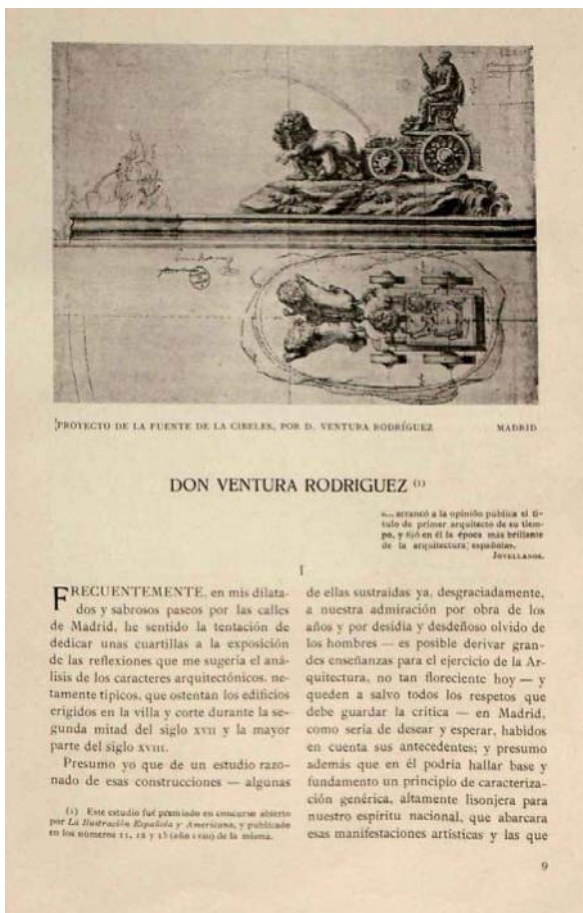 PROYECTO DE LA FUENTE DE LA CIBELES, POR D. VENTURA RODRÍGUEZ
MADRID
DON VENTURA RODRIGUEZ (1)
«... arrancó a la opinión pública el tí-
tulo de primer arquitecto de su tiem-
po, y fijó en él la época más brillante
de la arquitectura española».
JOVELLANOS.
I
FRECUENTEMENTE, en mis dilata-
dos y sabrosos paseos por las calles
de Madrid, he sentido la tentación de
dedicar unas cuartillas a la exposición
de las reflexiones que me sugería el aná-
lisis de los caracteres arquitectónicos, ne-
tamente típicos, que ostentan los edificios
erigidos en la villa y corte durante la se-
gunda mitad del siglo XVII y la mayor
parte del siglo XVIII.
Presumo yo que de un estudio razo-
nado de esas construcciones — algunas
(1) Este estudio fué premiado en concurso abierto
por La Ilustración Española y Americana, y publicado
en los números 11, 12 y 15 (año) de la misma.
de ellas sustraídas ya, desgraciadamente,
a nuestra admiración por obra de los
años y por desidia y desdeñoso olvido de
los hombres — es posible derivar gran-
des enseñanzas para el ejercicio de la Ar-
quitectura, no tan floreciente hoy — y
queden a salvo todos los respetos que
debe guardar la crítica — en Madrid,
como sería de desear y esperar, habidos
en cuenta sus antecedentes; y presumo
además que en él podría hallar base y
fundamento un principio de caracteriza-
ción genérica, altamente lisonjera para
nuestro espíritu nacional, que abarcara
esas manifestaciones artísticas y las que
9